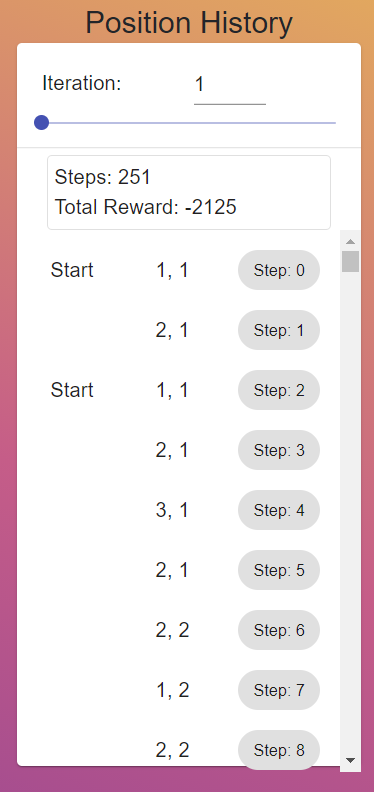 Position History
Iteration: 1
Steps: 251
Total Reward: -2125
Start 1, 1 Step: 0
2, 1 Step: 1
Start 1, 1 Step: 2
2, 1 Step: 3
3, 1 Step: 4
2, 1 Step: 5
2, 2 Step: 6
1, 2 Step: 7
2, 2 Step: 8